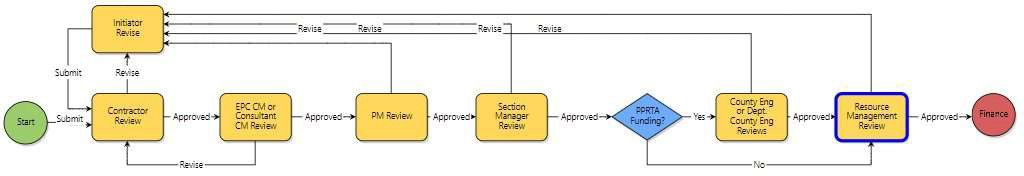 Initiator
Revise
Revise
Revise
Revise
Revise
Submit
Revise
Start
Submit
Contractor
Review
Approved
EPC CM or
Consultant
CM Review
Approved
PM Review
Approved
Section
Manager
Review
Approved
PPRTA
Funding?
Yes
County Eng
or Dept.
County Eng
Reviews
Approved
Resource
Management
Review
Approved
Finance
Revise
No